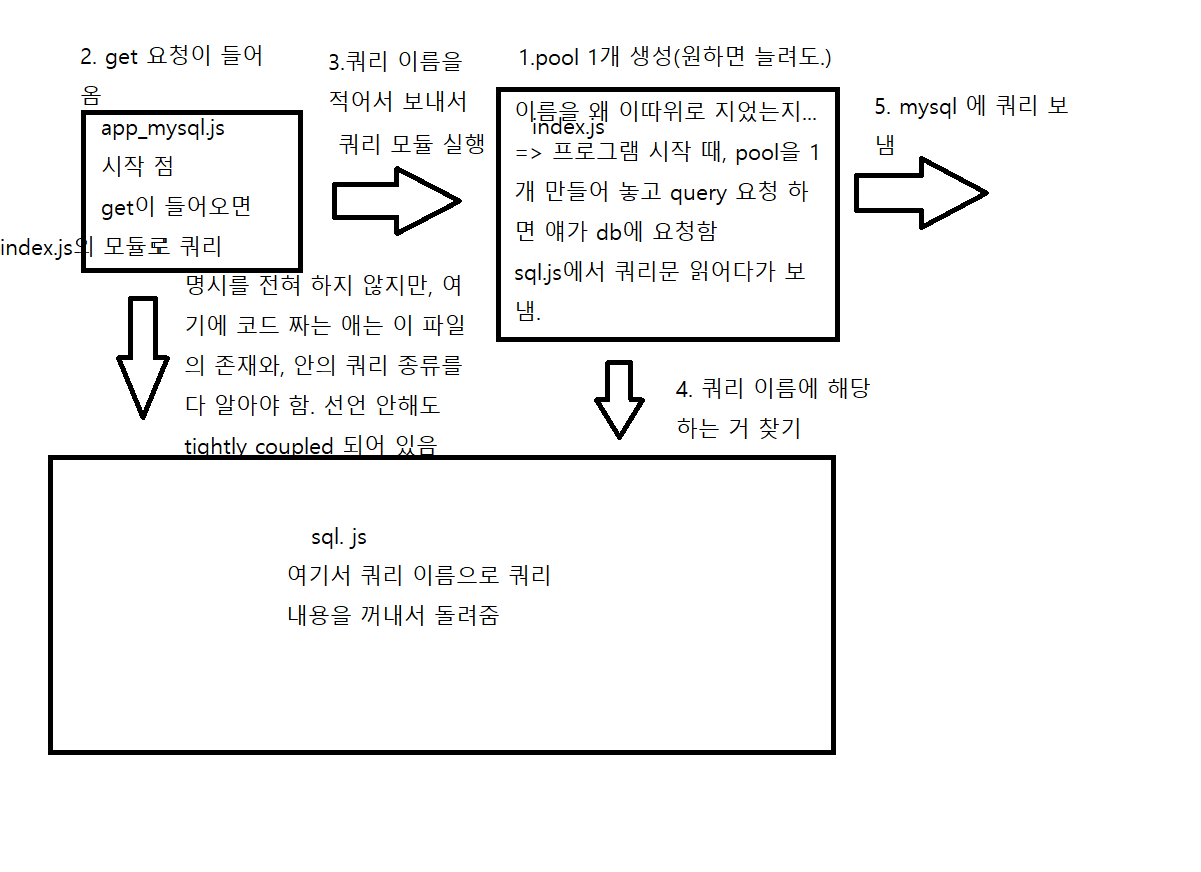 2. get 요청이 들어
옴
3.쿼리 이름을
적어서 보내서
쿼리 모듈 실행
1.pool 1개 생성(원하면 늘려도.)
app_mysql.js
시작 점
get이 들어오면
index.js의 모듈로 쿼리
이름을 왜 이따위로 지었는지...
index.js
=> 프로그램 시작 때, pool을 1
개 만들어 놓고 query 요청 하
면 얘가 db에 요청함
sql.js에서 쿼리문 읽어다가 보
냄.
5. mysql 에 쿼리 보
냄
명시를 전혀 하지 않지만, 여
기에 코드 짜는 애는 이 파일
의 존재와, 안의 쿼리 종류를
다 알아야 함. 선언 안해도
tightly coupled 되어 있음
4. 쿼리 이름에 해당
하는 거 찾기
sql. js
여기서 쿼리 이름으로 쿼리
내용을 꺼내서 돌려줌